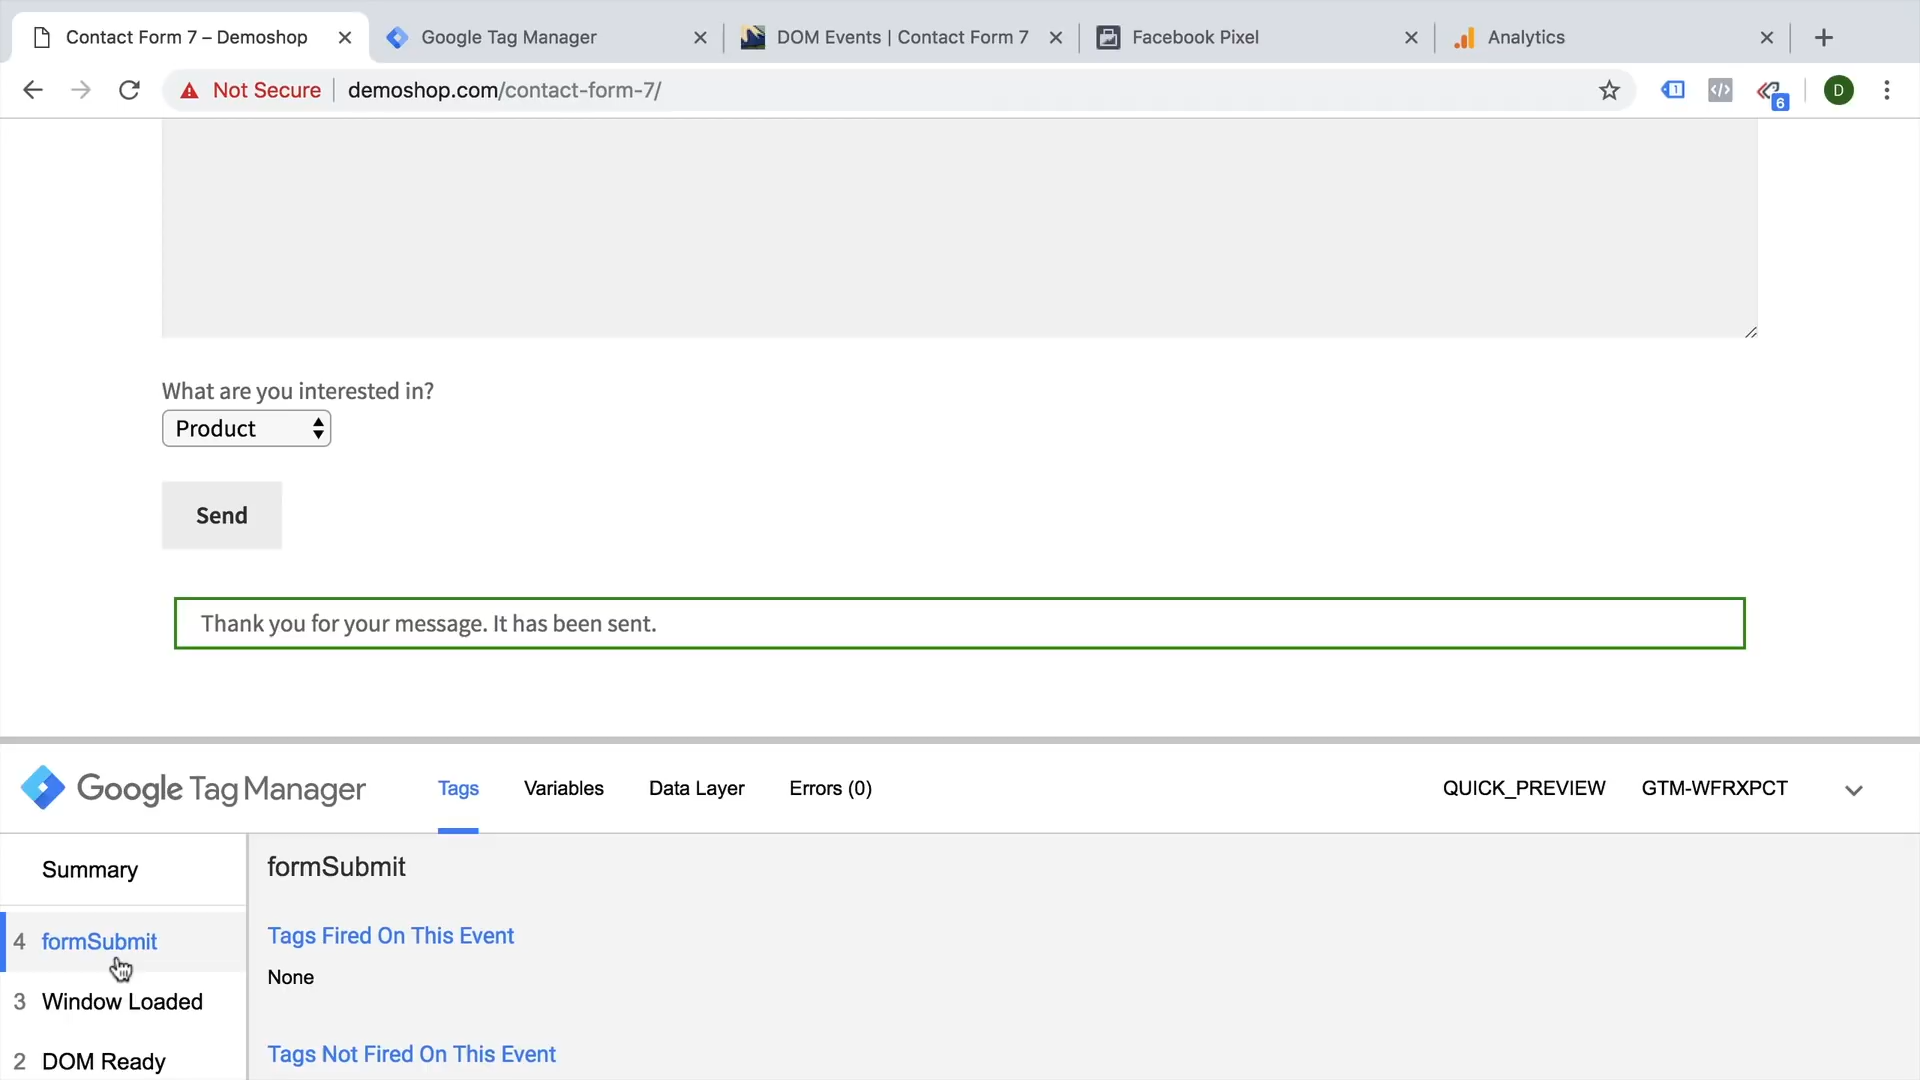 Contact Form 7 – Demoshop
Google Tag Manager
DOM Events | Contact Form 7
Facebook Pixel
Analytics
Not Secure
demoshop.com/contact-form-7/
1
6
D
What are you interested in?
Product
Send
Thank you for your message. It has been sent.
Google Tag Manager
Tags
Variables
Data Layer
Errors (0)
QUICK_PREVIEW
GTM-WFRXPCT
Summary
formSubmit
Tags Fired On This Event
4 formSubmit
None
3 Window Loaded
Tags Not Fired On This Event
2 DOM Ready